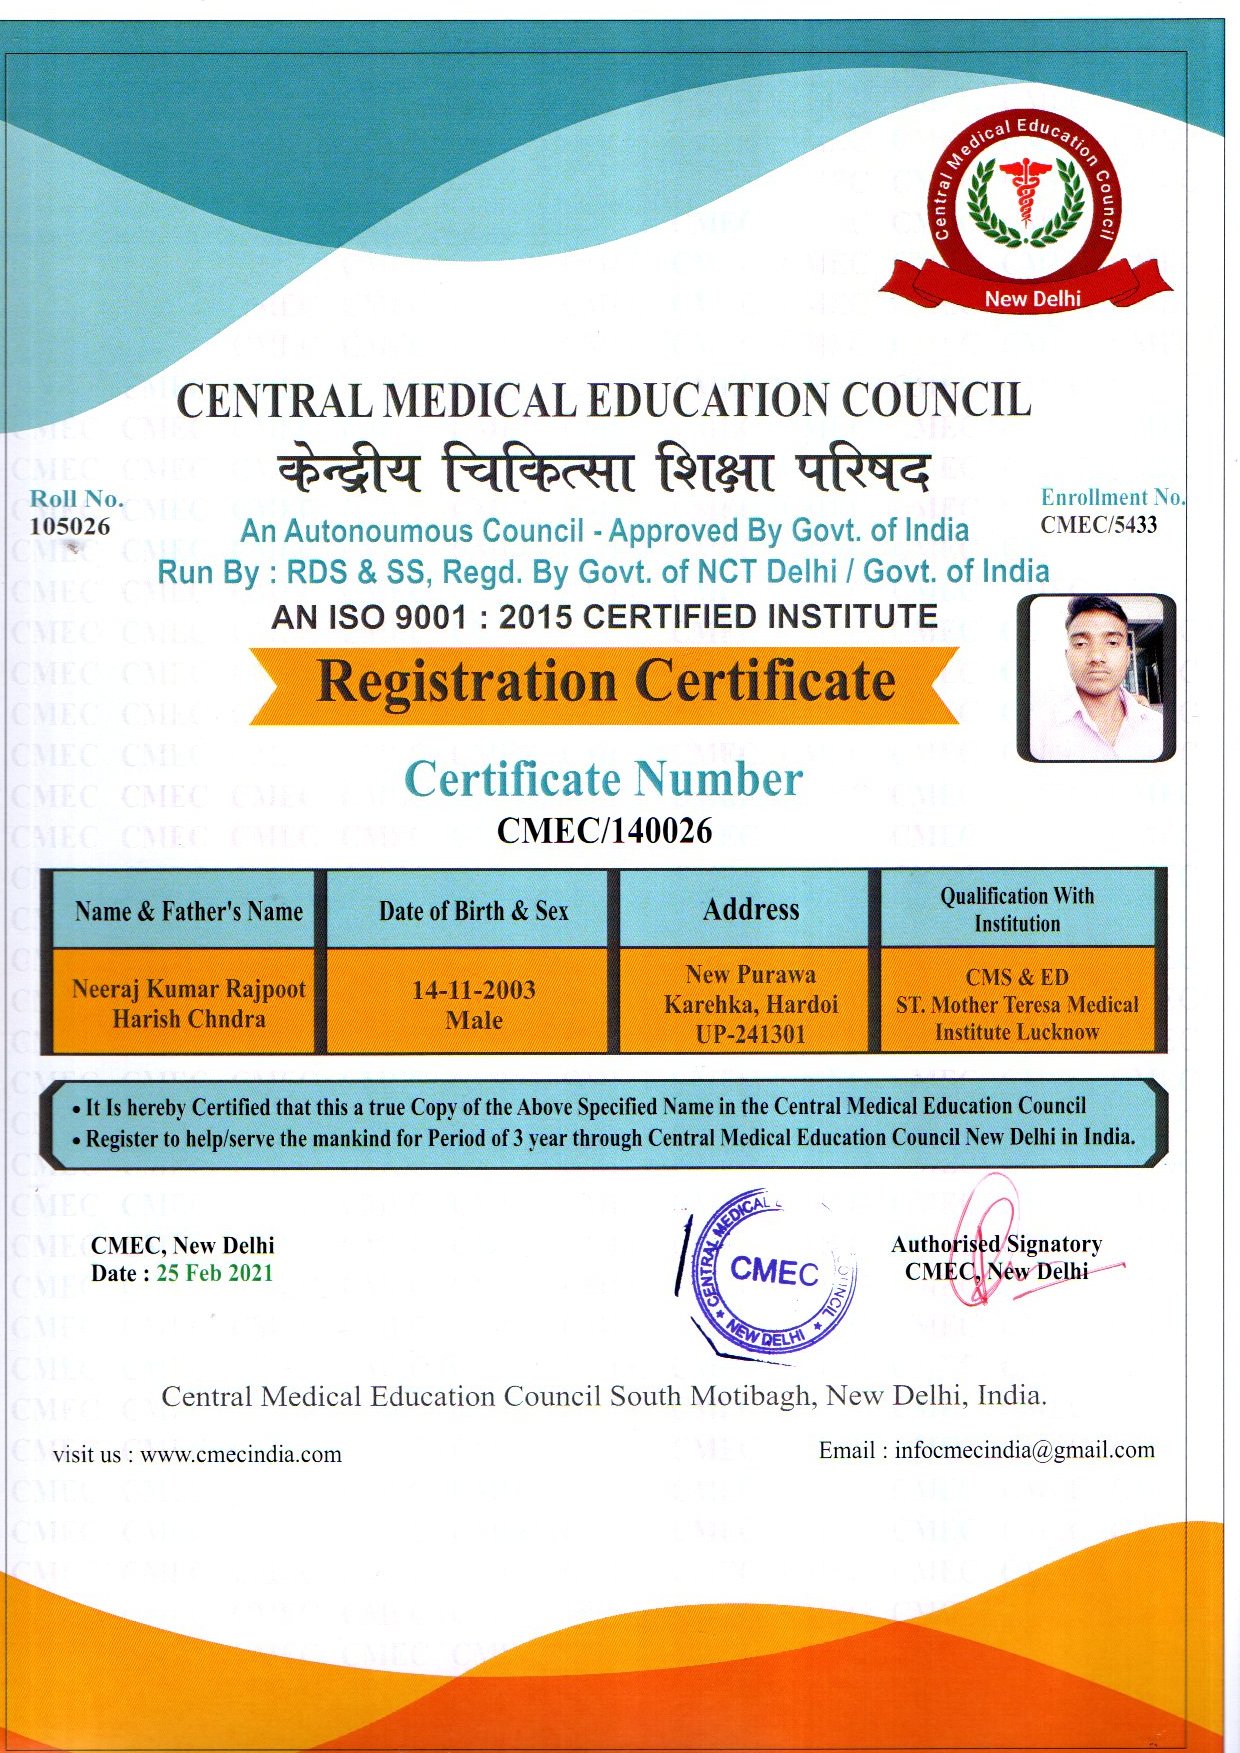 Central Medical Education Council
New Delhi
CENTRAL MEDICAL EDUCATION COUNCIL
केन्द्रीय चिकित्सा शिक्षा परिषद
Roll No.
105026
Enrollment No.
CMEC/5433
An Autonoumous Council - Approved By Govt. of India
Run By : RDS & SS, Regd. By Govt. of NCT Delhi / Govt. of India
AN ISO 9001 : 2015 CERTIFIED INSTITUTE
Registration Certificate
Certificate Number
CMEC/140026
Name & Father's Name
Date of Birth & Sex
Address
Qualification With
Institution
Neeraj Kumar Rajpoot
Harish Chndra
14-11-2003
Male
New Purawa
Karehka, Hardoi
UP-241301
CMS & ED
ST. Mother Teresa Medical
Institute Lucknow
• It Is hereby Certified that this a true Copy of the Above Specified Name in the Central Medical Education Council
• Register to help/serve the mankind for Period of 3 year through Central Medical Education Council New Delhi in India.
CMEC, New Delhi
Date : 25 Feb 2021
CENTRAL MEDICAL
CMEC
NEW DELHI
Authorised Signatory
CMEC, New Delhi
Central Medical Education Council South Motibagh, New Delhi, India.
visit us : www.cmecindia.com
Email : infocmecindia@gmail.com